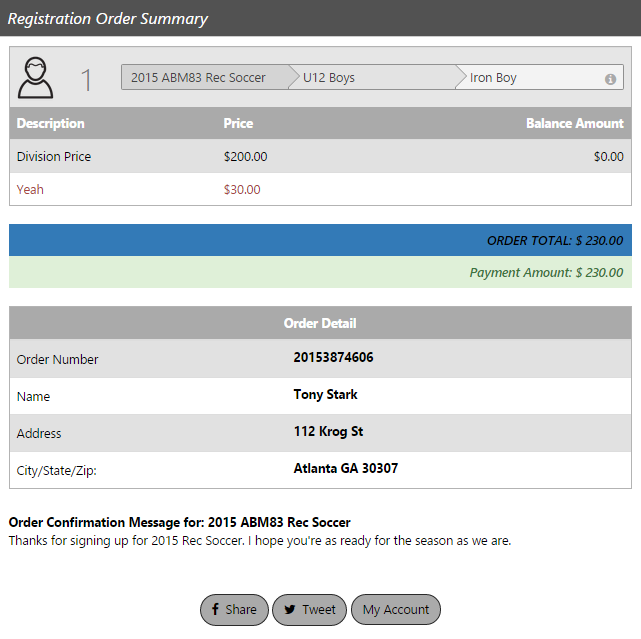 Registration Order Summary
1 2015 ABM83 Rec Soccer U12 Boys Iron Boy
Description Price Balance Amount
Division Price $200.00 $0.00
Yeah $30.00
ORDER TOTAL: $ 230.00
Payment Amount: $ 230.00
Order Detail
Order Number 20153874606
Name Tony Stark
Address 112 Krog St
City/State/Zip: Atlanta GA 30307
Order Confirmation Message for: 2015 ABM83 Rec Soccer
Thanks for signing up for 2015 Rec Soccer. I hope you're as ready for the season as we are.
Share Tweet My Account